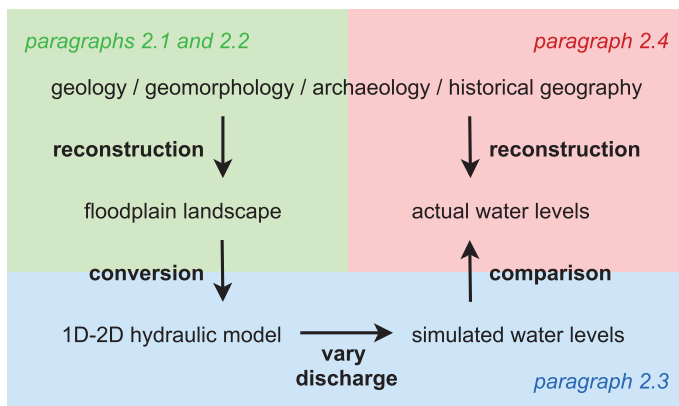 paragraphs 2.1 and 2.2
paragraph 2.4
geology / geomorphology / archaeology / historical geography
reconstruction
reconstruction
floodplain landscape
actual water levels
conversion
comparison
1D-2D hydraulic model
simulated water levels
vary
discharge
paragraph 2.3